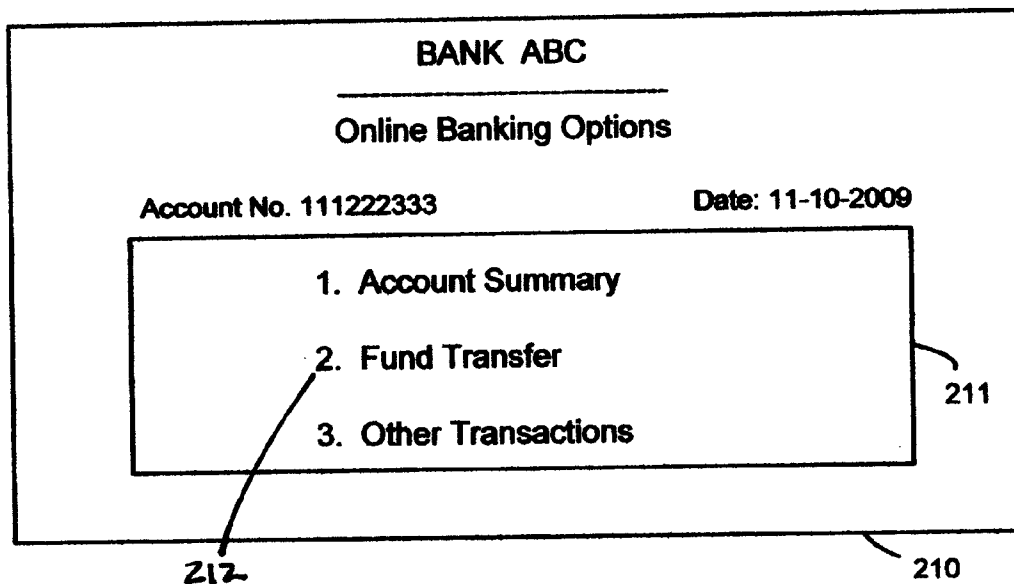 BANK ABC
Online Banking Options
Account No. 111222333 Date: 11-10-2009
1. Account Summary
2. Fund Transfer
211
3. Other Transactions
212
210